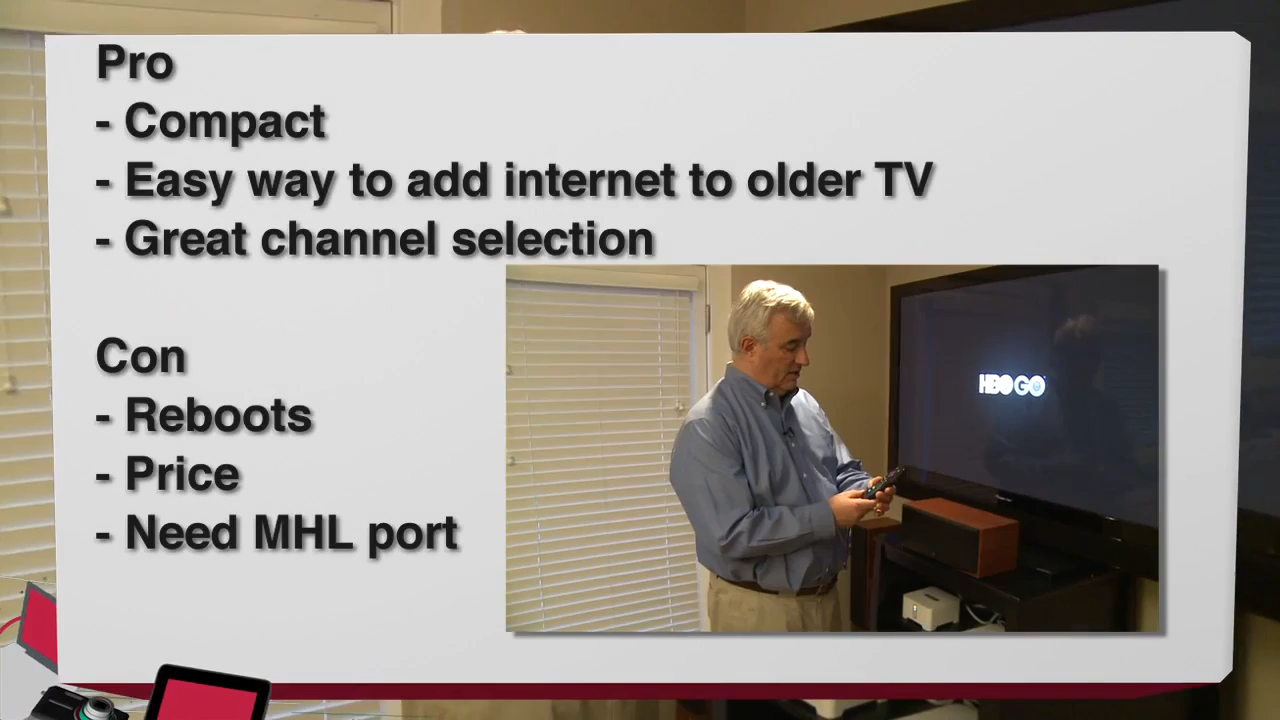 Pro
- Compact
- Easy way to add internet to older TV
- Great channel selection
Con
- Reboots
- Price
- Need MHL port
HBO GO